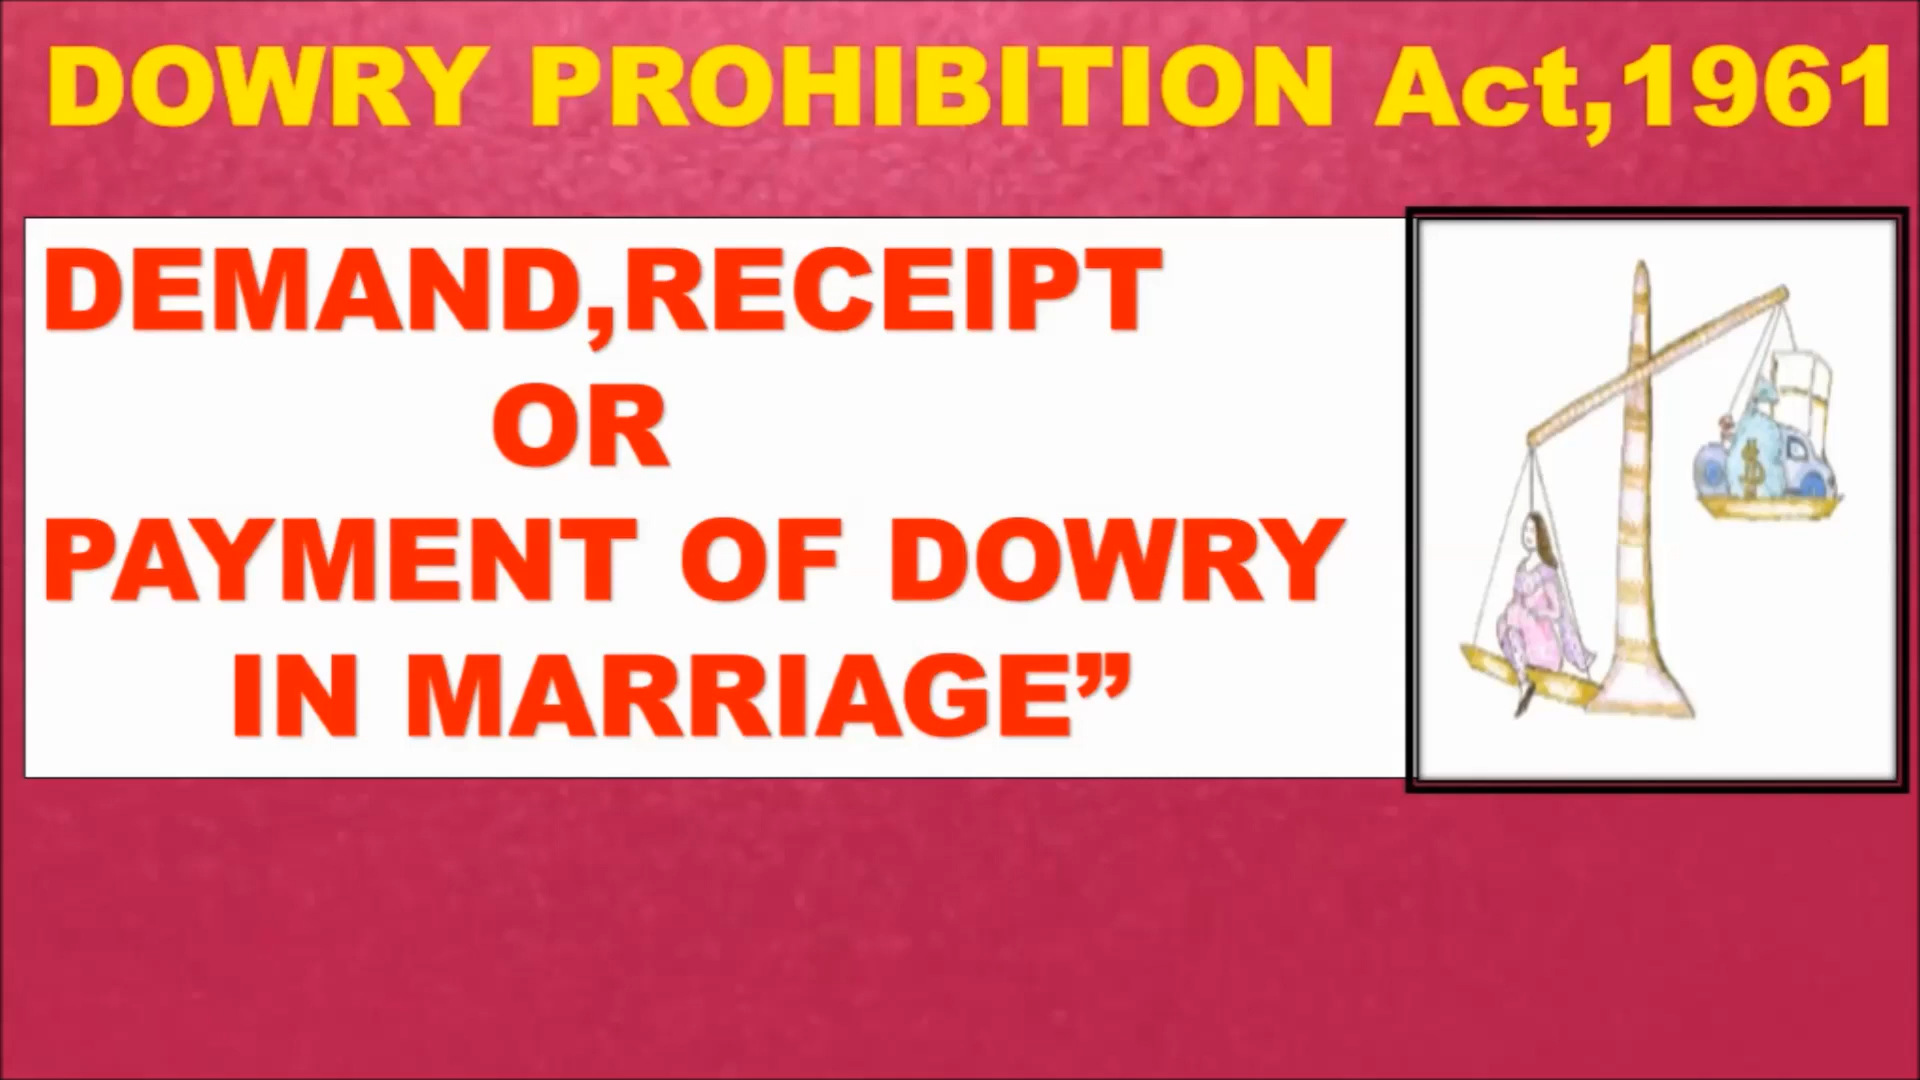 DOWRY PROHIBITION Act,1961
DEMAND,RECEIPT
OR
PAYMENT OF DOWRY
IN MARRIAGE”
$